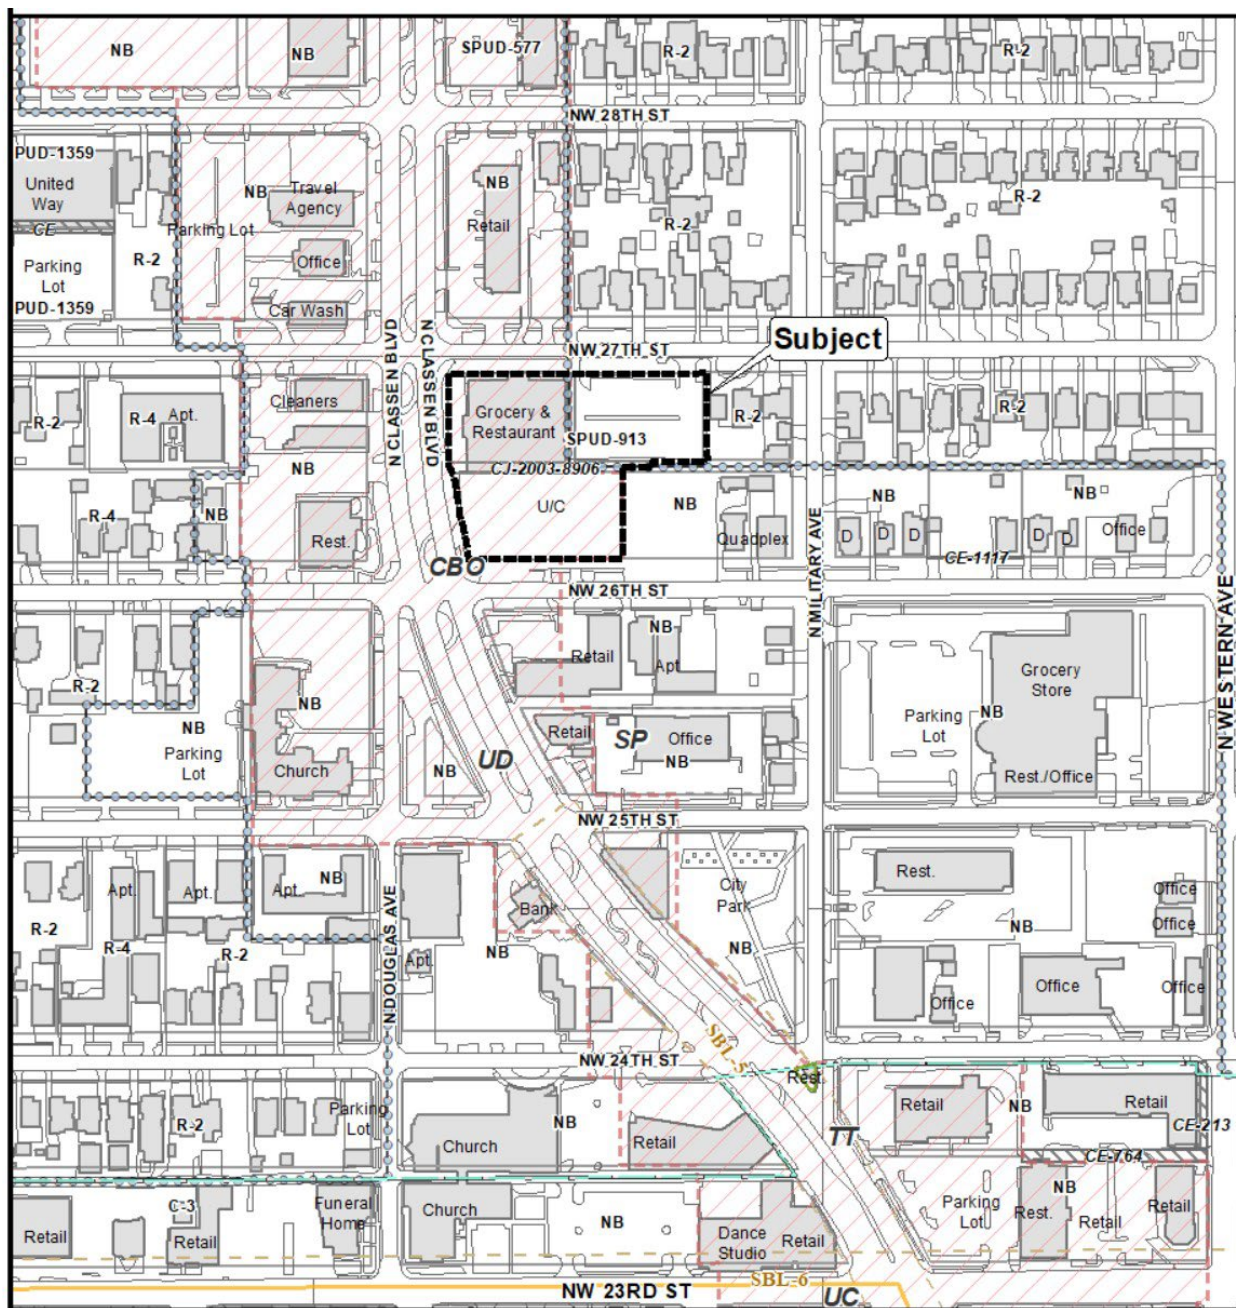 NB
NB
SPUD-577
R-2
R-2
NW 28TH ST
PUD-1359
United
Way
CE
Parking
Lot
PUD-1359
R-2
NB
Travel
Agency
Parking Lot
Office
Car Wash
NB
Retail
R-2
R-2
N CLASSEN BLVD
N CLASSEN BLVD
NW 27TH ST
Subject
R-2
R-4
Apt.
Cleaners
NB
Grocery &
Restaurant
SPUD-913
CJ-2003-8906
R-2
R-2
R-4
NB
Rest.
U/C
NB
Quadplex
N MILITARY AVE
NB
D
D
D
NB
D
D
Office
CE-1117
CBO
NW 26TH ST
N WESTERN AVE
R-2
NB
Parking
Lot
NB
Church
NB
UD
Retail
NB
Apt
Retail
SP
Office
NB
Grocery
Store
NB
Parking
Lot
Rest./Office
NW 25TH ST
R-2
Apt.
Apt.
R-4
R-2
Apt.
NB
N DOUGLAS AVE
Apt.
Bank
NB
City
Park
NB
Rest.
Office
Office
NB
Office
Office
Office
SBL-5
NW 24TH ST
Rest.
R-2
Parking
Lot
Church
NB
Retail
TT
Retail
NB
Retail
CE-213
CE-764
Retail
C-3
Retail
Funeral
Home
Church
NB
Dance
Studio
Retail
Parking
Lot
Rest.
NB
Retail
Retail
SBL-6
NW 23RD ST
UC